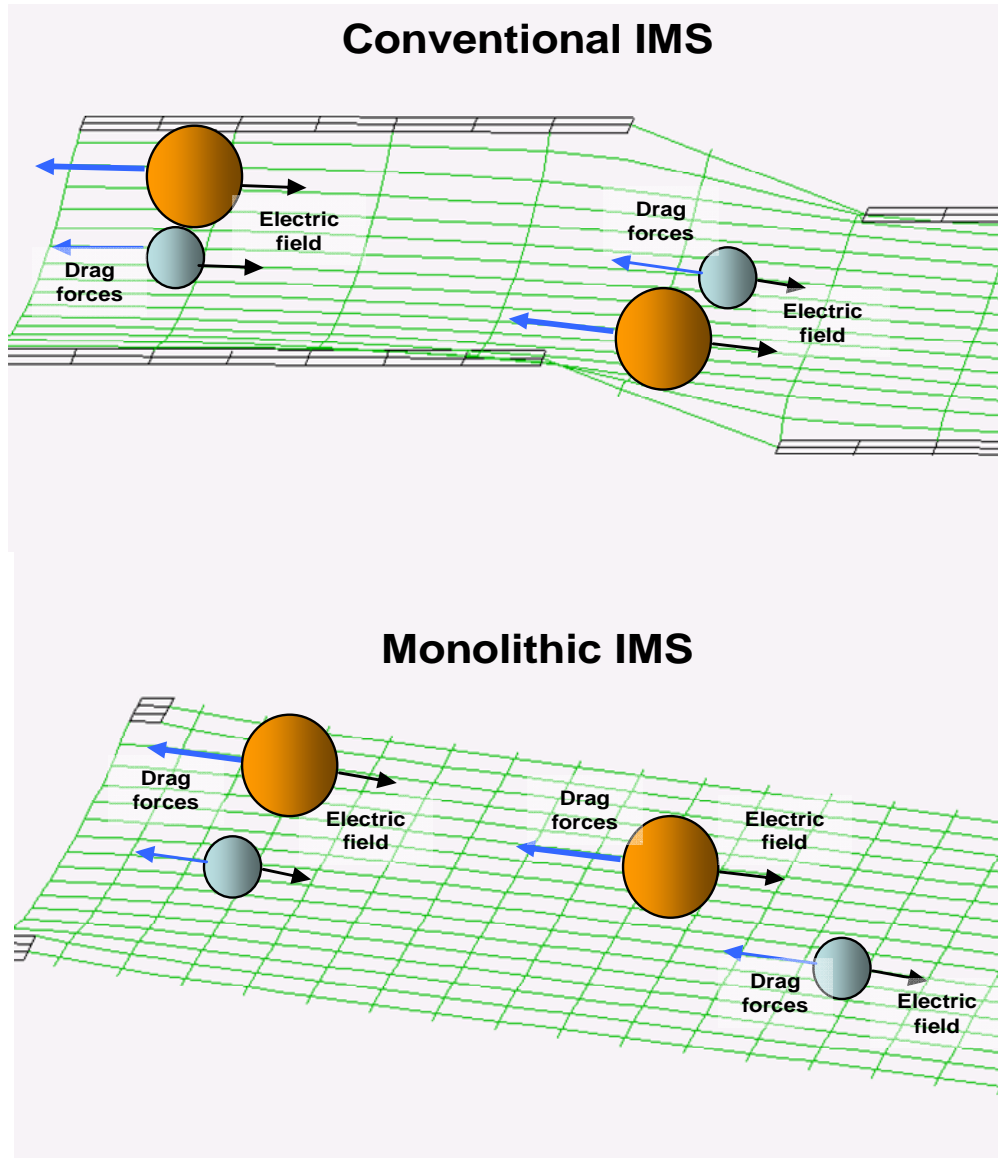 Conventional IMS
Electric
field
Drag
forces
Drag
forces
Electric
field
Monolithic IMS
Drag
forces
Electric
field
Drag
forces
Electric
field
Drag
forces
Electric
field